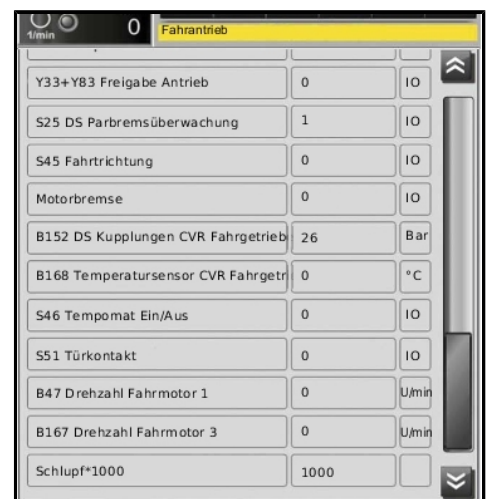 1/min
0
Fahrantrieb
Y33+Y83 Freigabe Antrieb 0 IO
S25 DS Parbremsüberwachung 1 IO
S45 Fahrtrichtung 0 IO
Motorbremse 0 IO
B152 DS Kupplungen CVR Fahrgetrieb 26 Bar
B168 Temperatursensor CVR Fahrgetr 0 °C
S46 Tempomat Ein/Aus 0 IO
S51 Türkontakt 0 IO
B47 Drehzahl Fahrmotor 1 0 U/min
B167 Drehzahl Fahrmotor 3 0 U/min
Schlupf*1000 1000